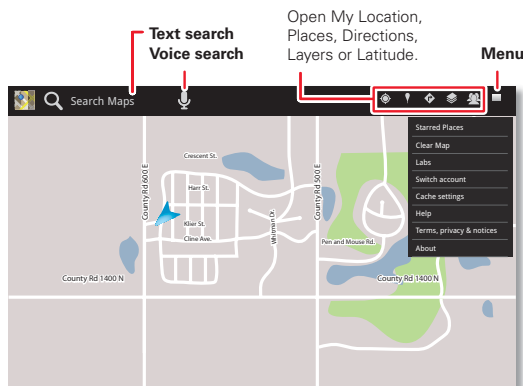 Text search
Voice search
Open My Location,
Places, Directions,
Layers or Latitude.
Menu
Search Maps
Starred Places
Clear Map
Labs
Switch account
Cache settings
Help
Terms, privacy & notices
About
Crescent St.
County Rd 600 E
Harr St.
County Rd 500 E
Klier St.
Whitman Dr.
Cline Ave.
Pen and Mouse Rd.
County Rd 1400 N
County Rd 1400 N